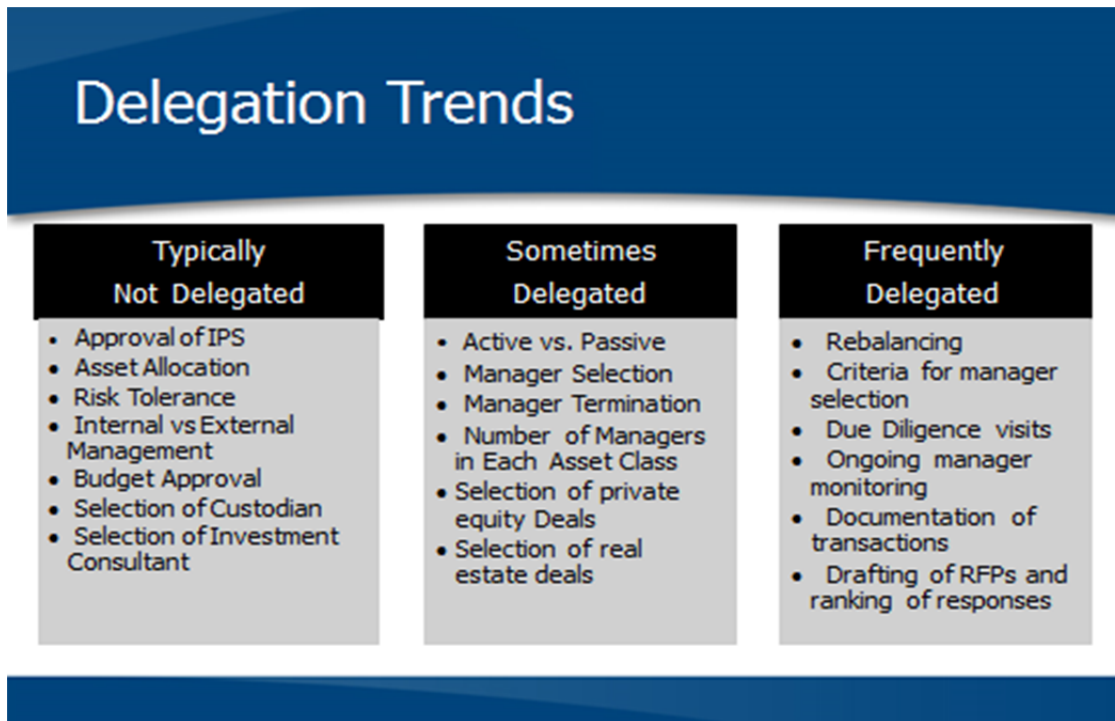 Delegation Trends
Typically
Not Delegated
• Approval of IPS
• Asset Allocation
• Risk Tolerance
• Internal vs External
Management
• Budget Approval
• Selection of Custodian
• Selection of Investment
Consultant
Sometimes
Delegated
• Active vs. Passive
• Manager Selection
• Manager Termination
• Number of Managers
in Each Asset Class
• Selection of private
equity Deals
• Selection of real
estate deals
Frequently
Delegated
• Rebalancing
• Criteria for manager
selection
• Due Diligence visits
• Ongoing manager
monitoring
• Documentation of
transactions
• Drafting of RFPs and
ranking of responses